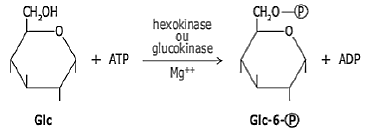 CH₂OH
O
Glc
+ ATP
hexokinase
ou
glucokinase
Mg⁺⁺
CH₂O—Ⓟ
O
Glc-6-Ⓟ
+ ADP